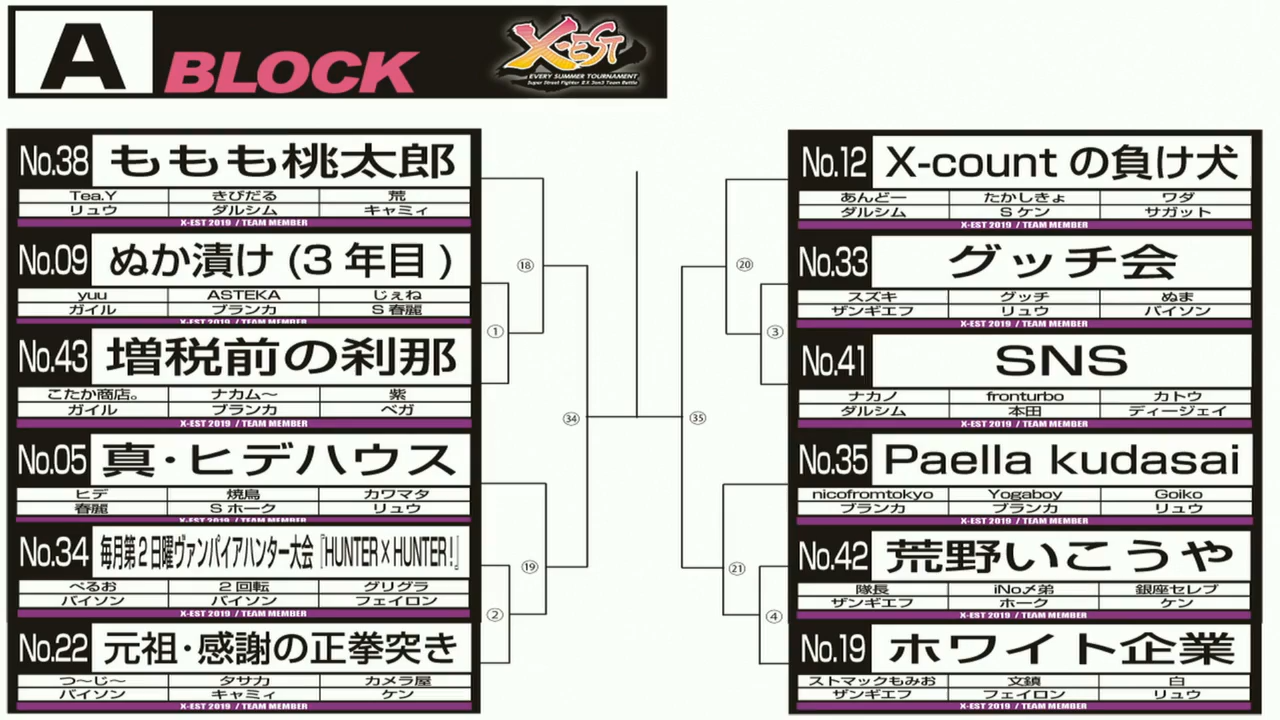 A BLOCK
X-EST
EVERY SUMMER TOURNAMENT
Super Street Fighter 2X 3on3 Team Battle
No.38 ももも桃太郎
Tea.Y きびだる 荒
リュウ ダルシム キャミィ
X-EST 2019 / TEAM MEMBER
No.09 ぬか漬け (3 年目 )
yuu ASTEKA じぇね
ガイル ブランカ S 春麗
X-EST 2019 / TEAM MEMBER
No.43 増税前の刹那
こたか商店。 ナカム〜 紫
ガイル ブランカ ベガ
X-EST 2019 / TEAM MEMBER
No.05 真・ヒデハウス
ヒデ 焼鳥 カワマタ
春麗 S ホーク リュウ
X-EST 2019 / TEAM MEMBER
No.34 毎月第2日曜ヴァンパイアハンター大会『HUNTER×HUNTER!』
ぺるお 2 回転 グリグラ
バイソン バイソン フェイロン
X-EST 2019 / TEAM MEMBER
No.22 元祖・感謝の正拳突き
つ〜じ〜 タサカ カメラ屋
バイソン キャミィ ケン
X-EST 2019 / TEAM MEMBER
⑱
①
㉞
⑲
②
⑳
③
㉟
㉑
④
No.12 X-count の負け犬
あんどー たかしきょ ワダ
ダルシム S ケン サガット
X-EST 2019 / TEAM MEMBER
No.33 グッチ会
スズキ グッチ ぬま
ザンギエフ リュウ バイソン
X-EST 2019 / TEAM MEMBER
No.41 SNS
ナカノ fronturbo カトウ
ダルシム 本田 ディージェイ
X-EST 2019 / TEAM MEMBER
No.35 Paella kudasai
nicofromtokyo Yogaboy Goiko
ブランカ ブランカ リュウ
X-EST 2019 / TEAM MEMBER
No.42 荒野いこうや
隊長 iNo〆弟 銀座セレブ
ザンギエフ ホーク ケン
X-EST 2019 / TEAM MEMBER
No.19 ホワイト企業
ストマックもみお 文鎮 白
ザンギエフ フェイロン リュウ
X-EST 2019 / TEAM MEMBER